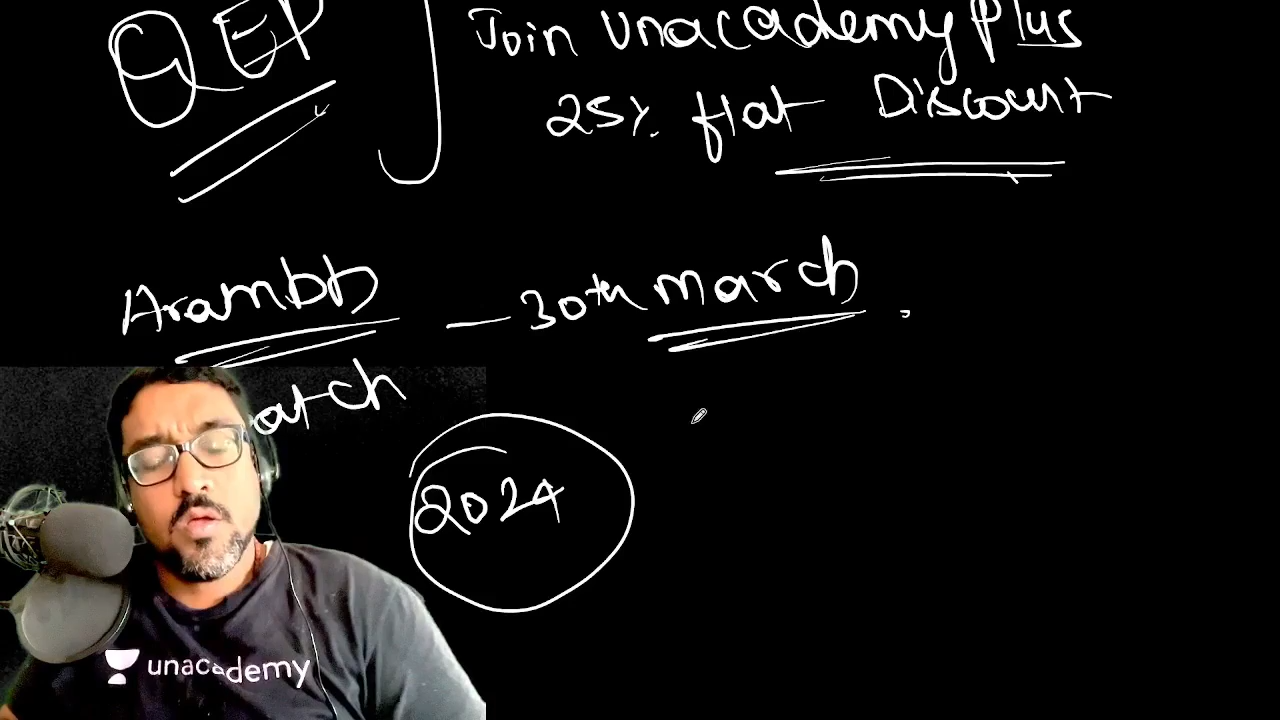 QEP
Join Unacademy Plus
25% flat Discount
Arambh — 30th March.
atch
2024
unacademy